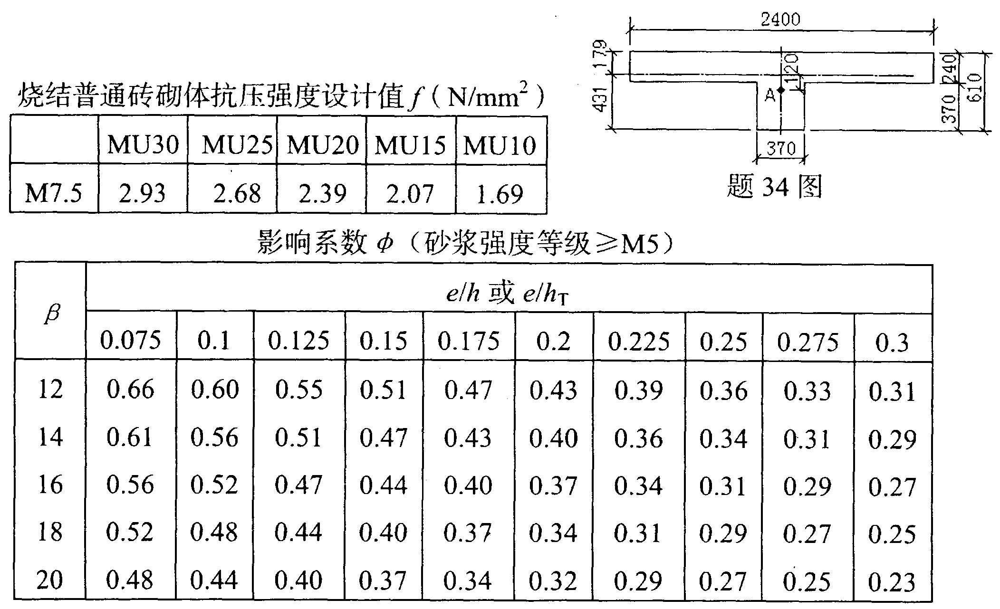 烧结普通砖砌体抗压强度设计值 f（N/mm²）
MU30 MU25 MU20 MU15 MU10
M7.5 2.93 2.68 2.39 2.07 1.69
2400
179
431
120
A
240
370
610
370
题 34 图
影响系数 ϕ（砂浆强度等级≥M5）
β
e/h 或 e/hT
0.075 0.1 0.125 0.15 0.175 0.2 0.225 0.25 0.275 0.3
12 0.66 0.60 0.55 0.51 0.47 0.43 0.39 0.36 0.33 0.31
14 0.61 0.56 0.51 0.47 0.43 0.40 0.36 0.34 0.31 0.29
16 0.56 0.52 0.47 0.44 0.40 0.37 0.34 0.31 0.29 0.27
18 0.52 0.48 0.44 0.40 0.37 0.34 0.31 0.29 0.27 0.25
20 0.48 0.44 0.40 0.37 0.34 0.32 0.29 0.27 0.25 0.23